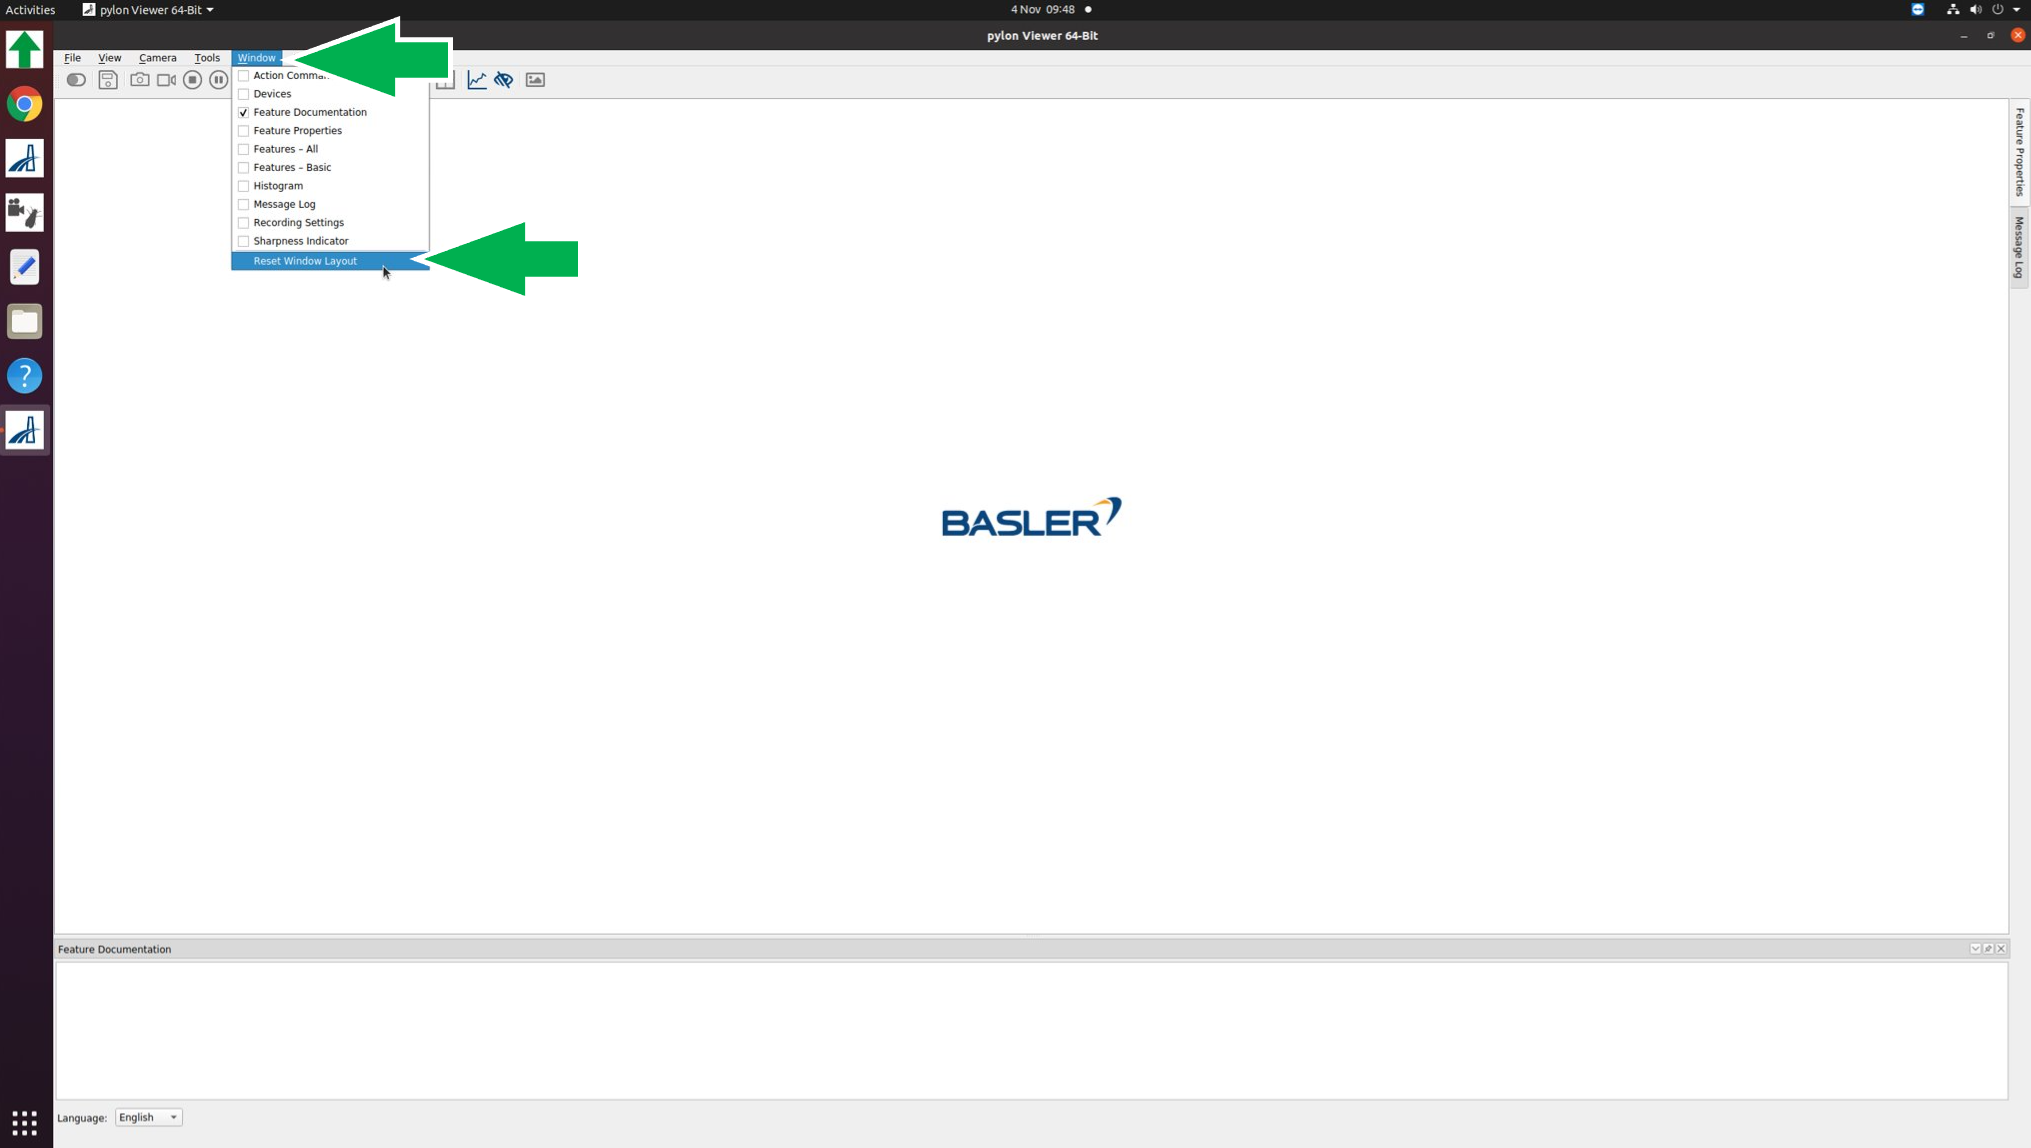 Activities
pylon Viewer 64-Bit
4 Nov 09:48
pylon Viewer 64-Bit
File View Camera Tools Window
Action
Devices
Feature Documentation
Feature Properties
Features – All
Features – Basic
Histogram
Message Log
Recording Settings
Sharpness Indicator
Reset Window Layout
Feature Properties
Message Log
BASLER
Feature Documentation
Language: English